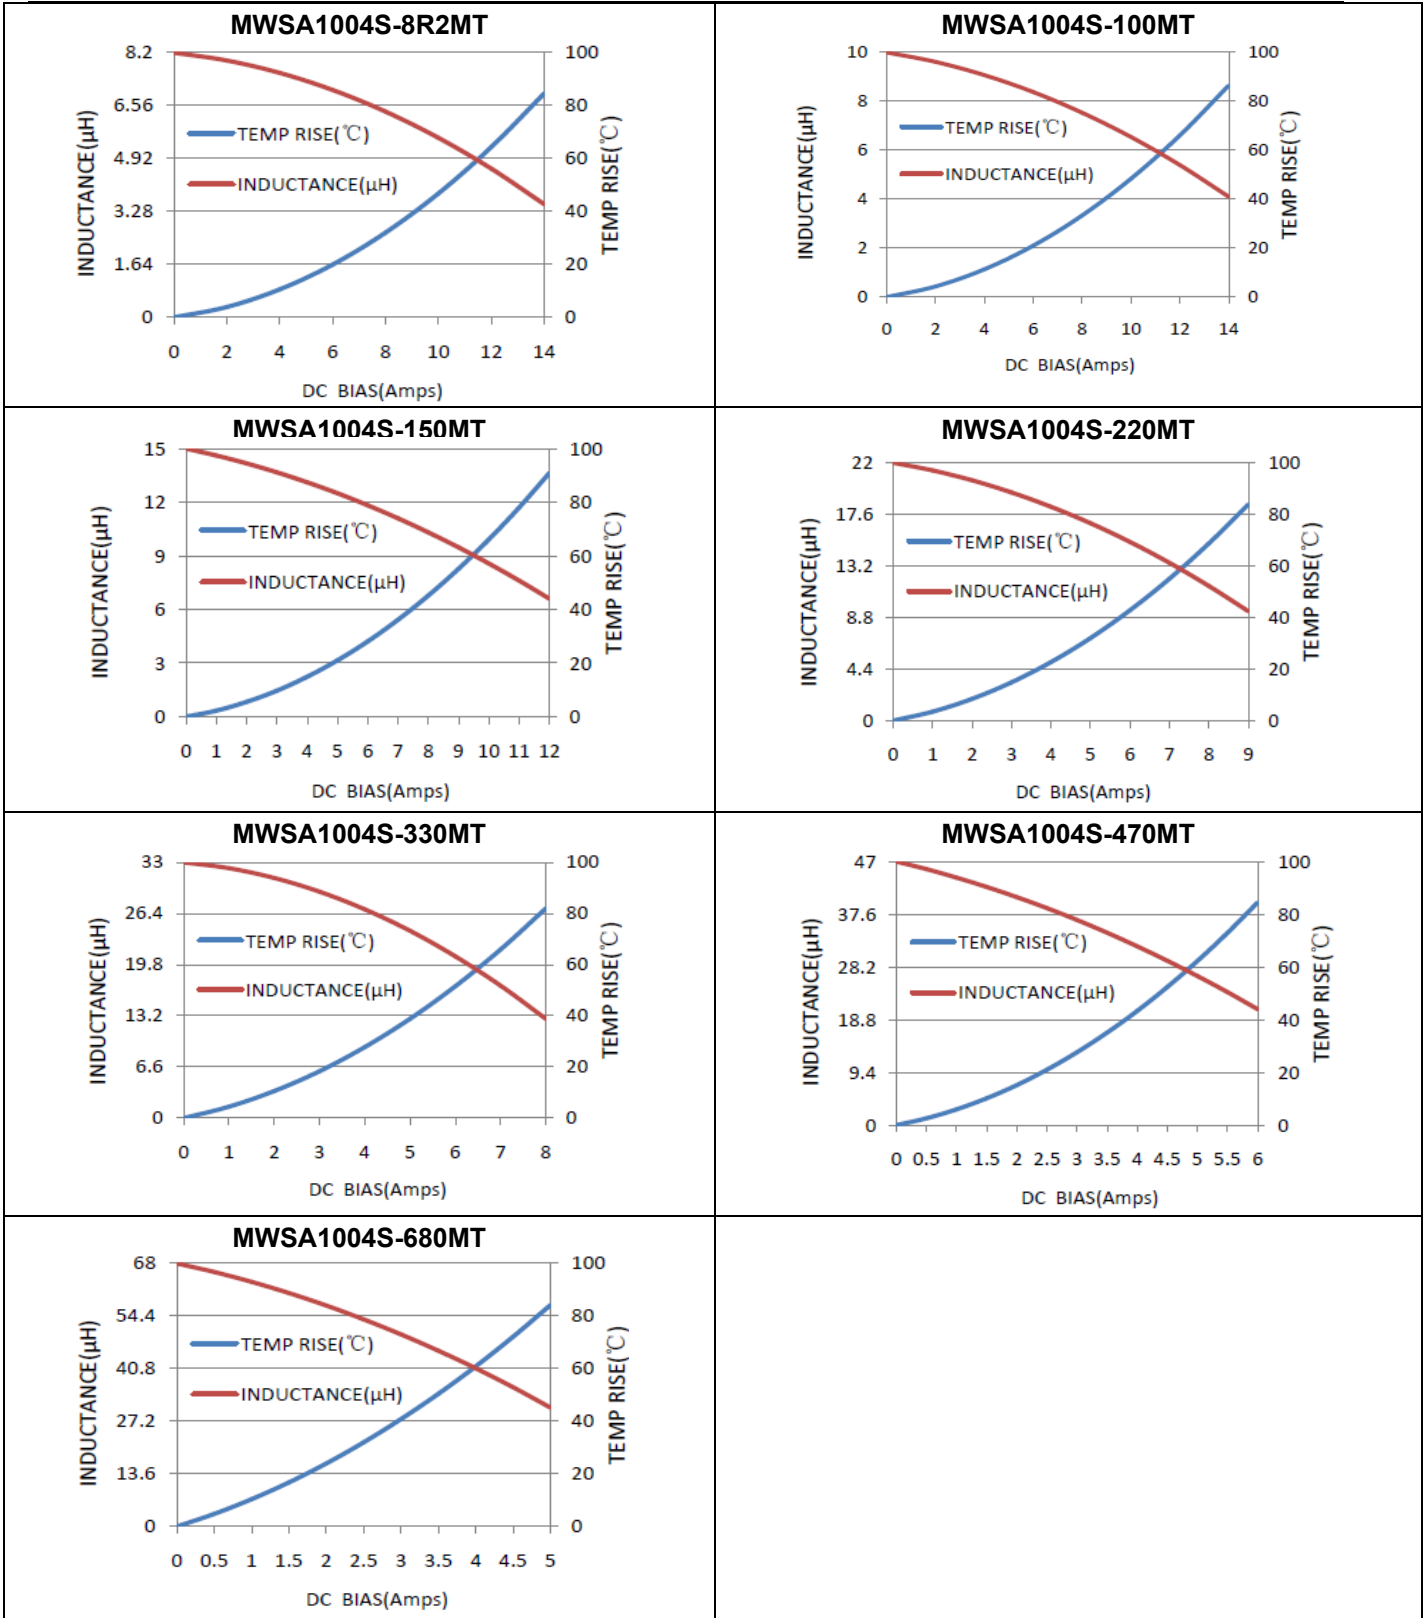 MWSA1004S-8R2MT
8.2
6.56
4.92
3.28
1.64
0
INDUCTANCE(μH)
TEMP RISE(℃)
INDUCTANCE(μH)
100
80
60
40
20
0
TEMP RISE(℃)
0 2 4 6 8 10 12 14
DC BIAS(Amps)
MWSA1004S-100MT
10
8
6
4
2
0
INDUCTANCE(μH)
TEMP RISE(℃)
INDUCTANCE(μH)
100
80
60
40
20
0
TEMP RISE(℃)
0 2 4 6 8 10 12 14
DC BIAS(Amps)
MWSA1004S-150MT
15
12
9
6
3
0
INDUCTANCE(μH)
TEMP RISE(℃)
INDUCTANCE(μH)
100
80
60
40
20
0
TEMP RISE(℃)
0 1 2 3 4 5 6 7 8 9 10 11 12
DC BIAS(Amps)
MWSA1004S-220MT
22
17.6
13.2
8.8
4.4
0
INDUCTANCE(μH)
TEMP RISE(℃)
INDUCTANCE(μH)
100
80
60
40
20
0
TEMP RISE(℃)
0 1 2 3 4 5 6 7 8 9
DC BIAS(Amps)
MWSA1004S-330MT
33
26.4
19.8
13.2
6.6
0
INDUCTANCE(μH)
TEMP RISE(℃)
INDUCTANCE(μH)
100
80
60
40
20
0
TEMP RISE(℃)
0 1 2 3 4 5 6 7 8
DC BIAS(Amps)
MWSA1004S-470MT
47
37.6
28.2
18.8
9.4
0
INDUCTANCE(μH)
TEMP RISE(℃)
INDUCTANCE(μH)
100
80
60
40
20
0
TEMP RISE(℃)
0 0.5 1 1.5 2 2.5 3 3.5 4 4.5 5 5.5 6
DC BIAS(Amps)
MWSA1004S-680MT
68
54.4
40.8
27.2
13.6
0
INDUCTANCE(μH)
TEMP RISE(℃)
INDUCTANCE(μH)
100
80
60
40
20
0
TEMP RISE(℃)
0 0.5 1 1.5 2 2.5 3 3.5 4 4.5 5
DC BIAS(Amps)